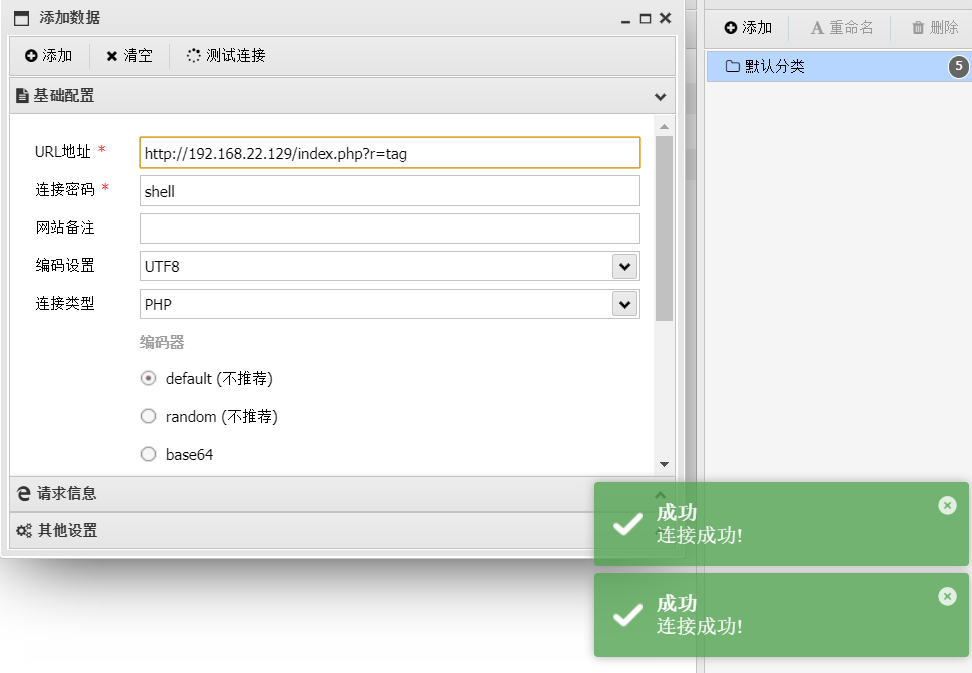 添加数据
添加 清空 测试连接
基础配置
URL地址 * http://192.168.22.129/index.php?r=tag
连接密码 * shell
网站备注
编码设置 UTF8
连接类型 PHP
编码器
default (不推荐)
random (不推荐)
base64
请求信息
其他设置
添加 重命名 删除
默认分类 5
成功
连接成功!
成功
连接成功!